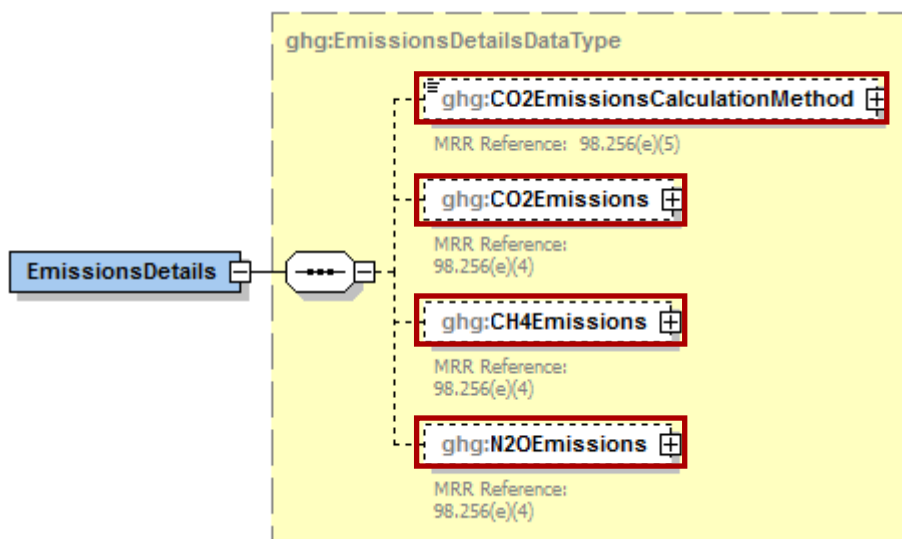 ghg:EmissionsDetailsDataType
ghg:CO2EmissionsCalculationMethod
MRR Reference: 98.256(e)(5)
ghg:CO2Emissions
MRR Reference:
98.256(e)(4)
EmissionsDetails
ghg:CH4Emissions
MRR Reference:
98.256(e)(4)
ghg:N2OEmissions
MRR Reference:
98.256(e)(4)